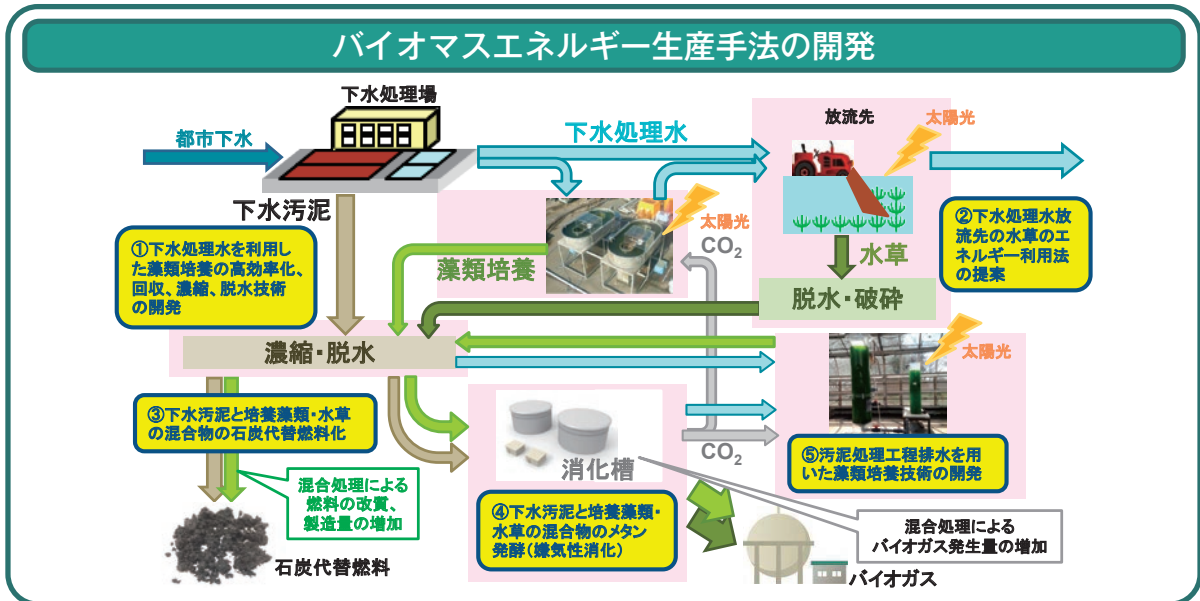 バイオマスエネルギー生産手法の開発
下水処理場
都市下水
下水処理水
放流先
太陽光
下水汚泥
太陽光
CO2
藻類培養
水草
①下水処理水を利用し
た藻類培養の高効率化、
回収、濃縮、脱水技術
の開発
②下水処理水放
流先の水草のエ
ネルギー利用法
の提案
脱水・破砕
濃縮・脱水
太陽光
③下水汚泥と培養藻類・水草
の混合物の石炭代替燃料化
消化槽
CO2
⑤汚泥処理工程排水を用
いた藻類培養技術の開発
混合処理による
燃料の改質、
製造量の増加
④下水汚泥と培養藻類・
水草の混合物のメタン
発酵(嫌気性消化)
混合処理による
バイオガス発生量の増加
石炭代替燃料
バイオガス